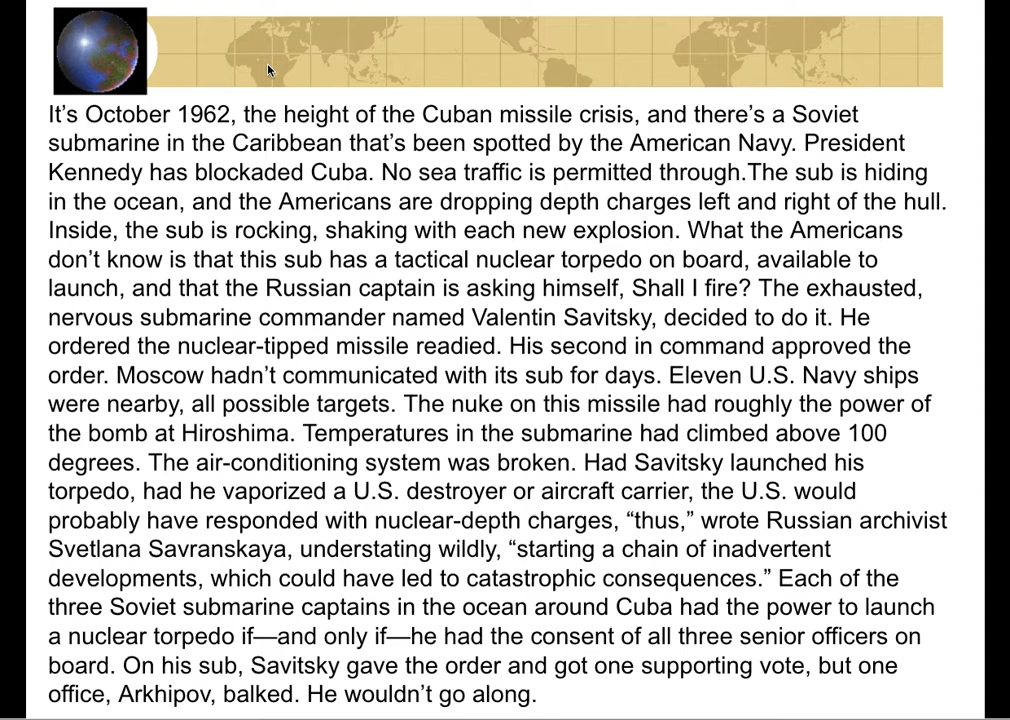 It’s October 1962, the height of the Cuban missile crisis, and there’s a Soviet
submarine in the Caribbean that’s been spotted by the American Navy. President
Kennedy has blockaded Cuba. No sea traffic is permitted through.The sub is hiding
in the ocean, and the Americans are dropping depth charges left and right of the hull.
Inside, the sub is rocking, shaking with each new explosion. What the Americans
don’t know is that this sub has a tactical nuclear torpedo on board, available to
launch, and that the Russian captain is asking himself, Shall I fire? The exhausted,
nervous submarine commander named Valentin Savitsky, decided to do it. He
ordered the nuclear-tipped missile readied. His second in command approved the
order. Moscow hadn’t communicated with its sub for days. Eleven U.S. Navy ships
were nearby, all possible targets. The nuke on this missile had roughly the power of
the bomb at Hiroshima. Temperatures in the submarine had climbed above 100
degrees. The air-conditioning system was broken. Had Savitsky launched his
torpedo, had he vaporized a U.S. destroyer or aircraft carrier, the U.S. would
probably have responded with nuclear-depth charges, “thus,” wrote Russian archivist
Svetlana Savranskaya, understating wildly, “starting a chain of inadvertent
developments, which could have led to catastrophic consequences.” Each of the
three Soviet submarine captains in the ocean around Cuba had the power to launch
a nuclear torpedo if—and only if—he had the consent of all three senior officers on
board. On his sub, Savitsky gave the order and got one supporting vote, but one
office, Arkhipov, balked. He wouldn’t go along.